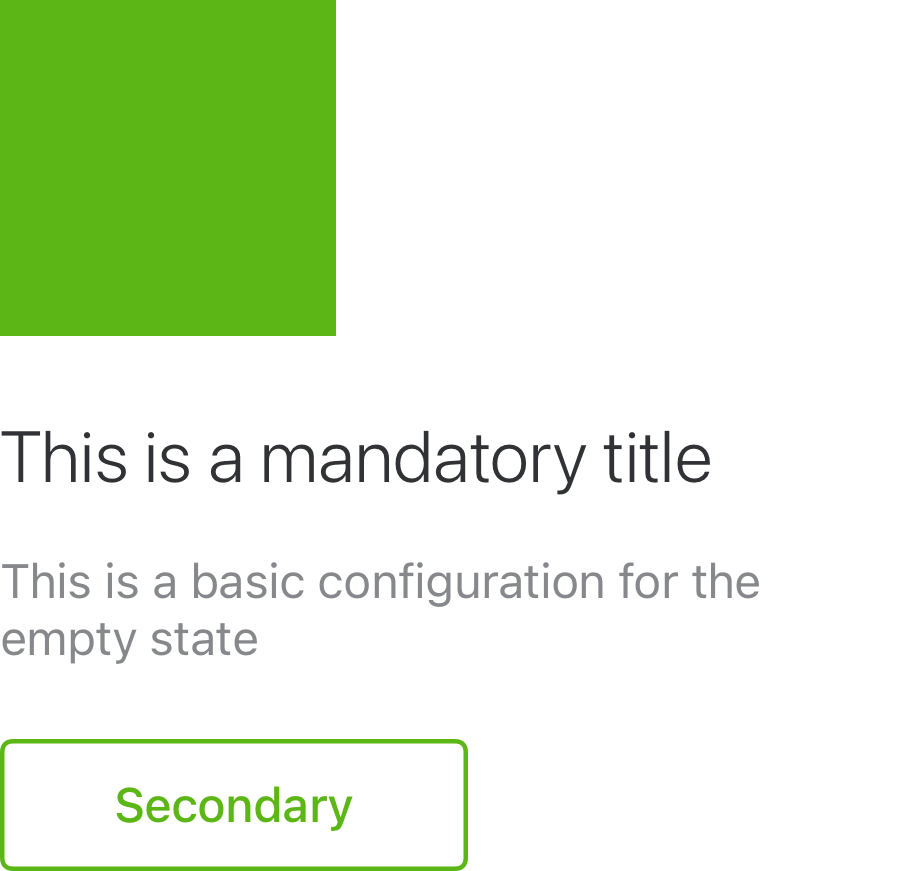 This is a mandatory title
This is a basic configuration for the
empty state
Secondary